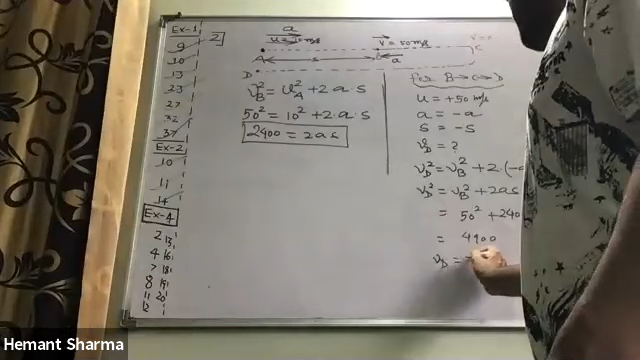 Ex-1
9
10
13
23
27
32
37
Ex-2
10
11
14
Ex-4
2 13
4 16
7 18
8 19
11 20
12
2]
a
u = 10 m/s
v = 50 m/s
A
s
a
C
D
v_B² = u_A² + 2·a·s
50² = 10² + 2·a·s
2400 = 2as
For B→C→D
u = +50 m/s
a = -a
s = -s
v_D = ?
v_D² = v_B² + 2·(-a
v_D² = v_B² + 2as
= 50² + 240
= 4900
v_D =
Hemant Sharma